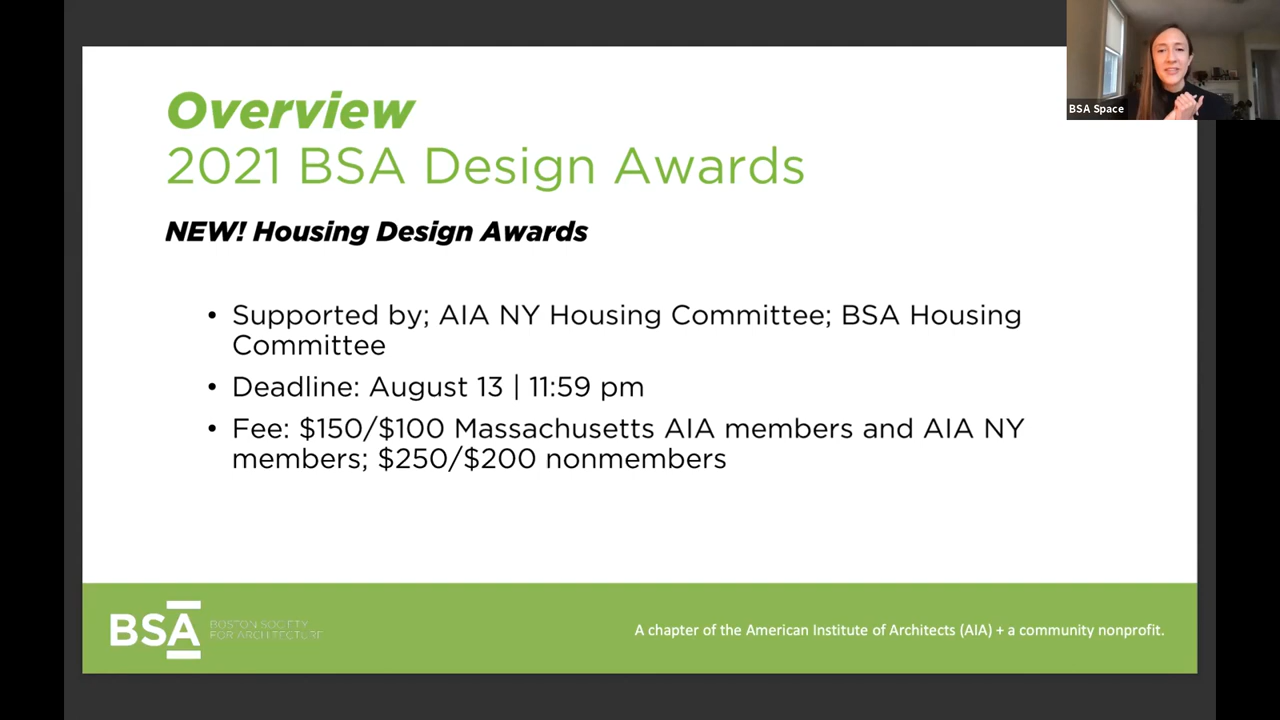 Overview
2021 BSA Design Awards
BSA Space
NEW! Housing Design Awards
• Supported by; AIA NY Housing Committee; BSA Housing
Committee
• Deadline: August 13 | 11:59 pm
• Fee: $150/$100 Massachusetts AIA members and AIA NY
members; $250/$200 nonmembers
BSA
BOSTON SOCIETY
FOR ARCHITECTURE
A chapter of the American Institute of Architects (AIA) + a community nonprofit.